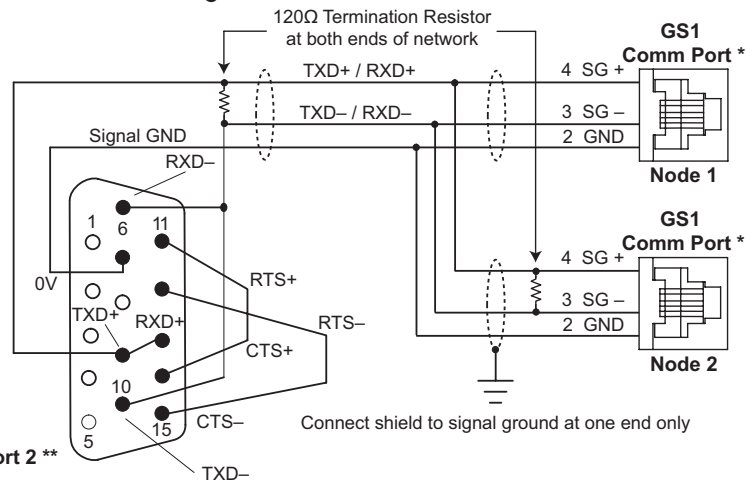 120Ω Termination Resistor
at both ends of network
GS1
Comm Port *
TXD+ / RXD+
4 SG +
TXD– / RXD–
3 SG –
Signal GND
2 GND
RXD–
Node 1
1
6
11
GS1
Comm Port *
4 SG +
0V
RTS+
TXD+
RXD+
RTS–
3 SG –
2 GND
CTS+
Node 2
10
15
CTS–
5
Connect shield to signal ground at one end only
ort 2 **
TXD–